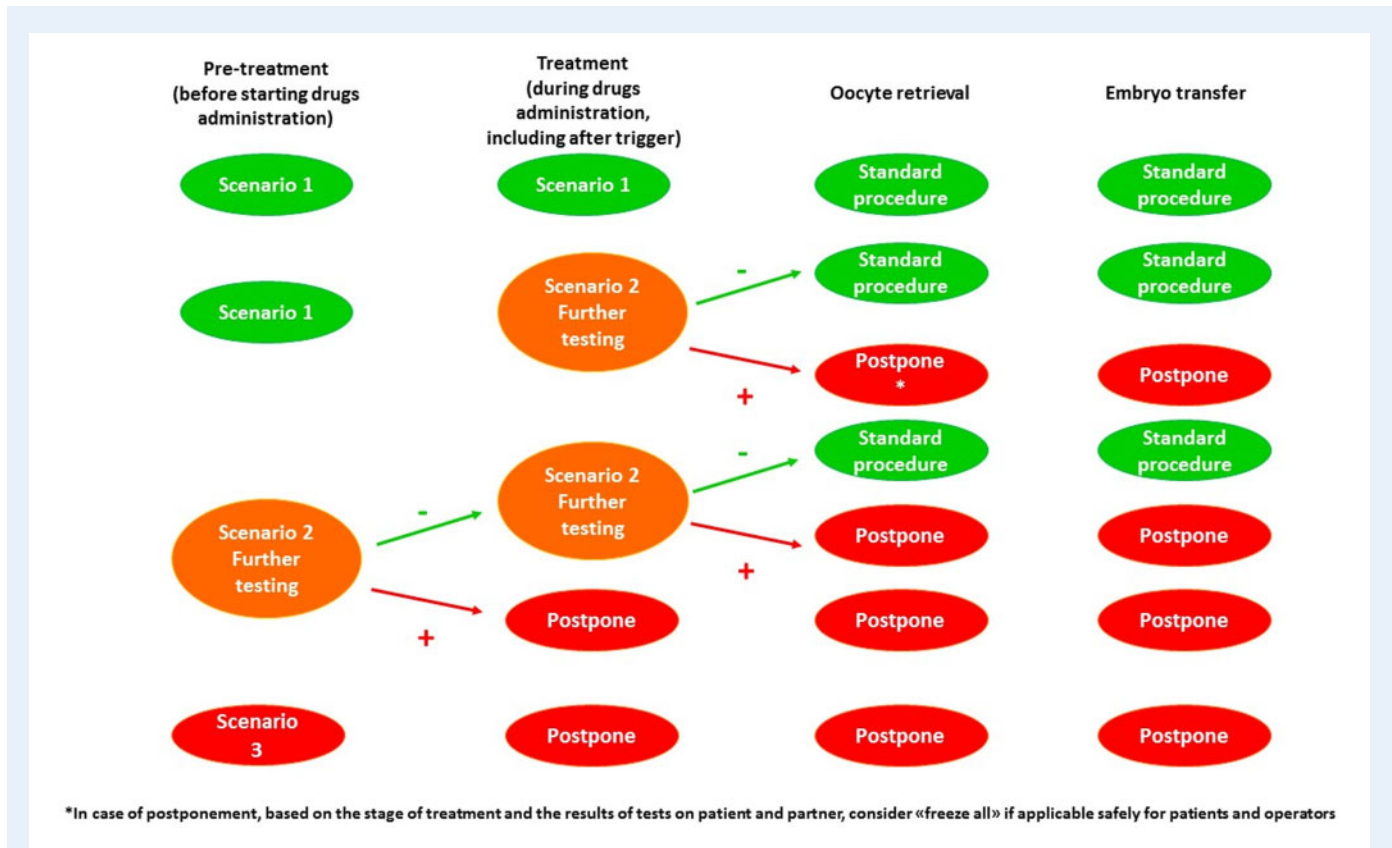 Pre-treatment
(before starting drugs
administration)
Treatment
(during drugs
administration,
including after trigger)
Oocyte retrieval
Embryo transfer
Scenario 1
Scenario 1
Standard
procedure
Standard
procedure
Scenario 1
Scenario 2
Further
testing
-
Standard
procedure
Standard
procedure
+
Postpone
*
Postpone
Scenario 2
Further
testing
-
Scenario 2
Further
testing
-
Standard
procedure
Standard
procedure
+
Postpone
Postpone
+
Postpone
Postpone
Postpone
Scenario
3
Postpone
Postpone
Postpone
*In case of postponement, based on the stage of treatment and the results of tests on patient and partner, consider «freeze all» if applicable safely for patients and operators